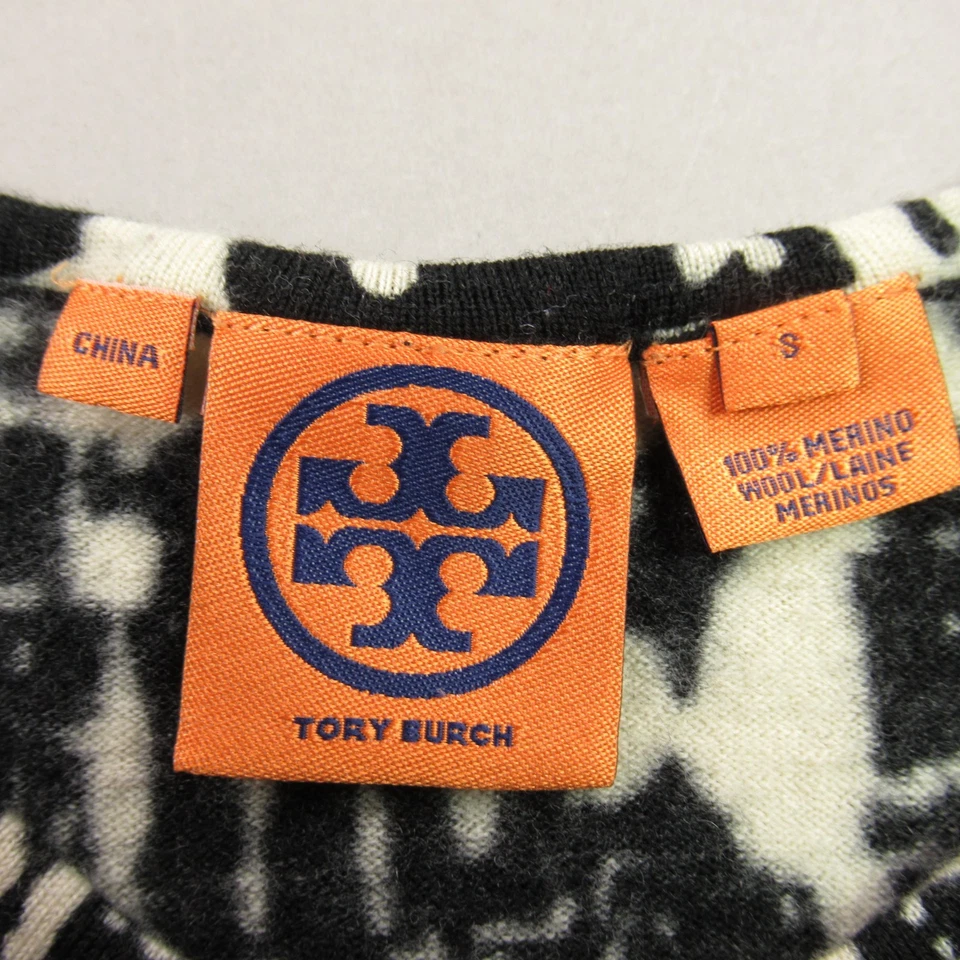 CHINA
TORY BURCH
S
100% MERINO
WOOL/LAINE
MERINOS